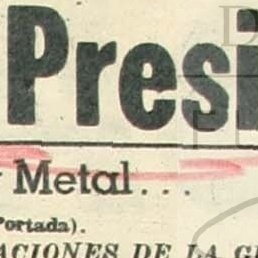 Presi
Metal...
Portada).
ACIONES DE LA G